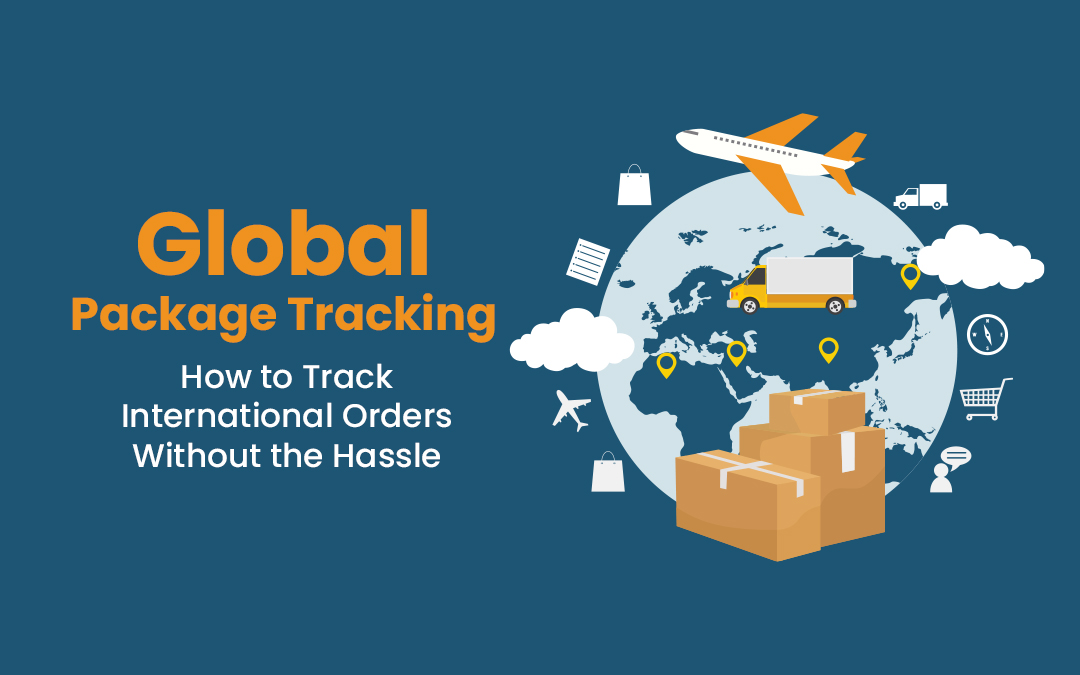 Global
Package Tracking
How to Track
International Orders
Without the Hassle